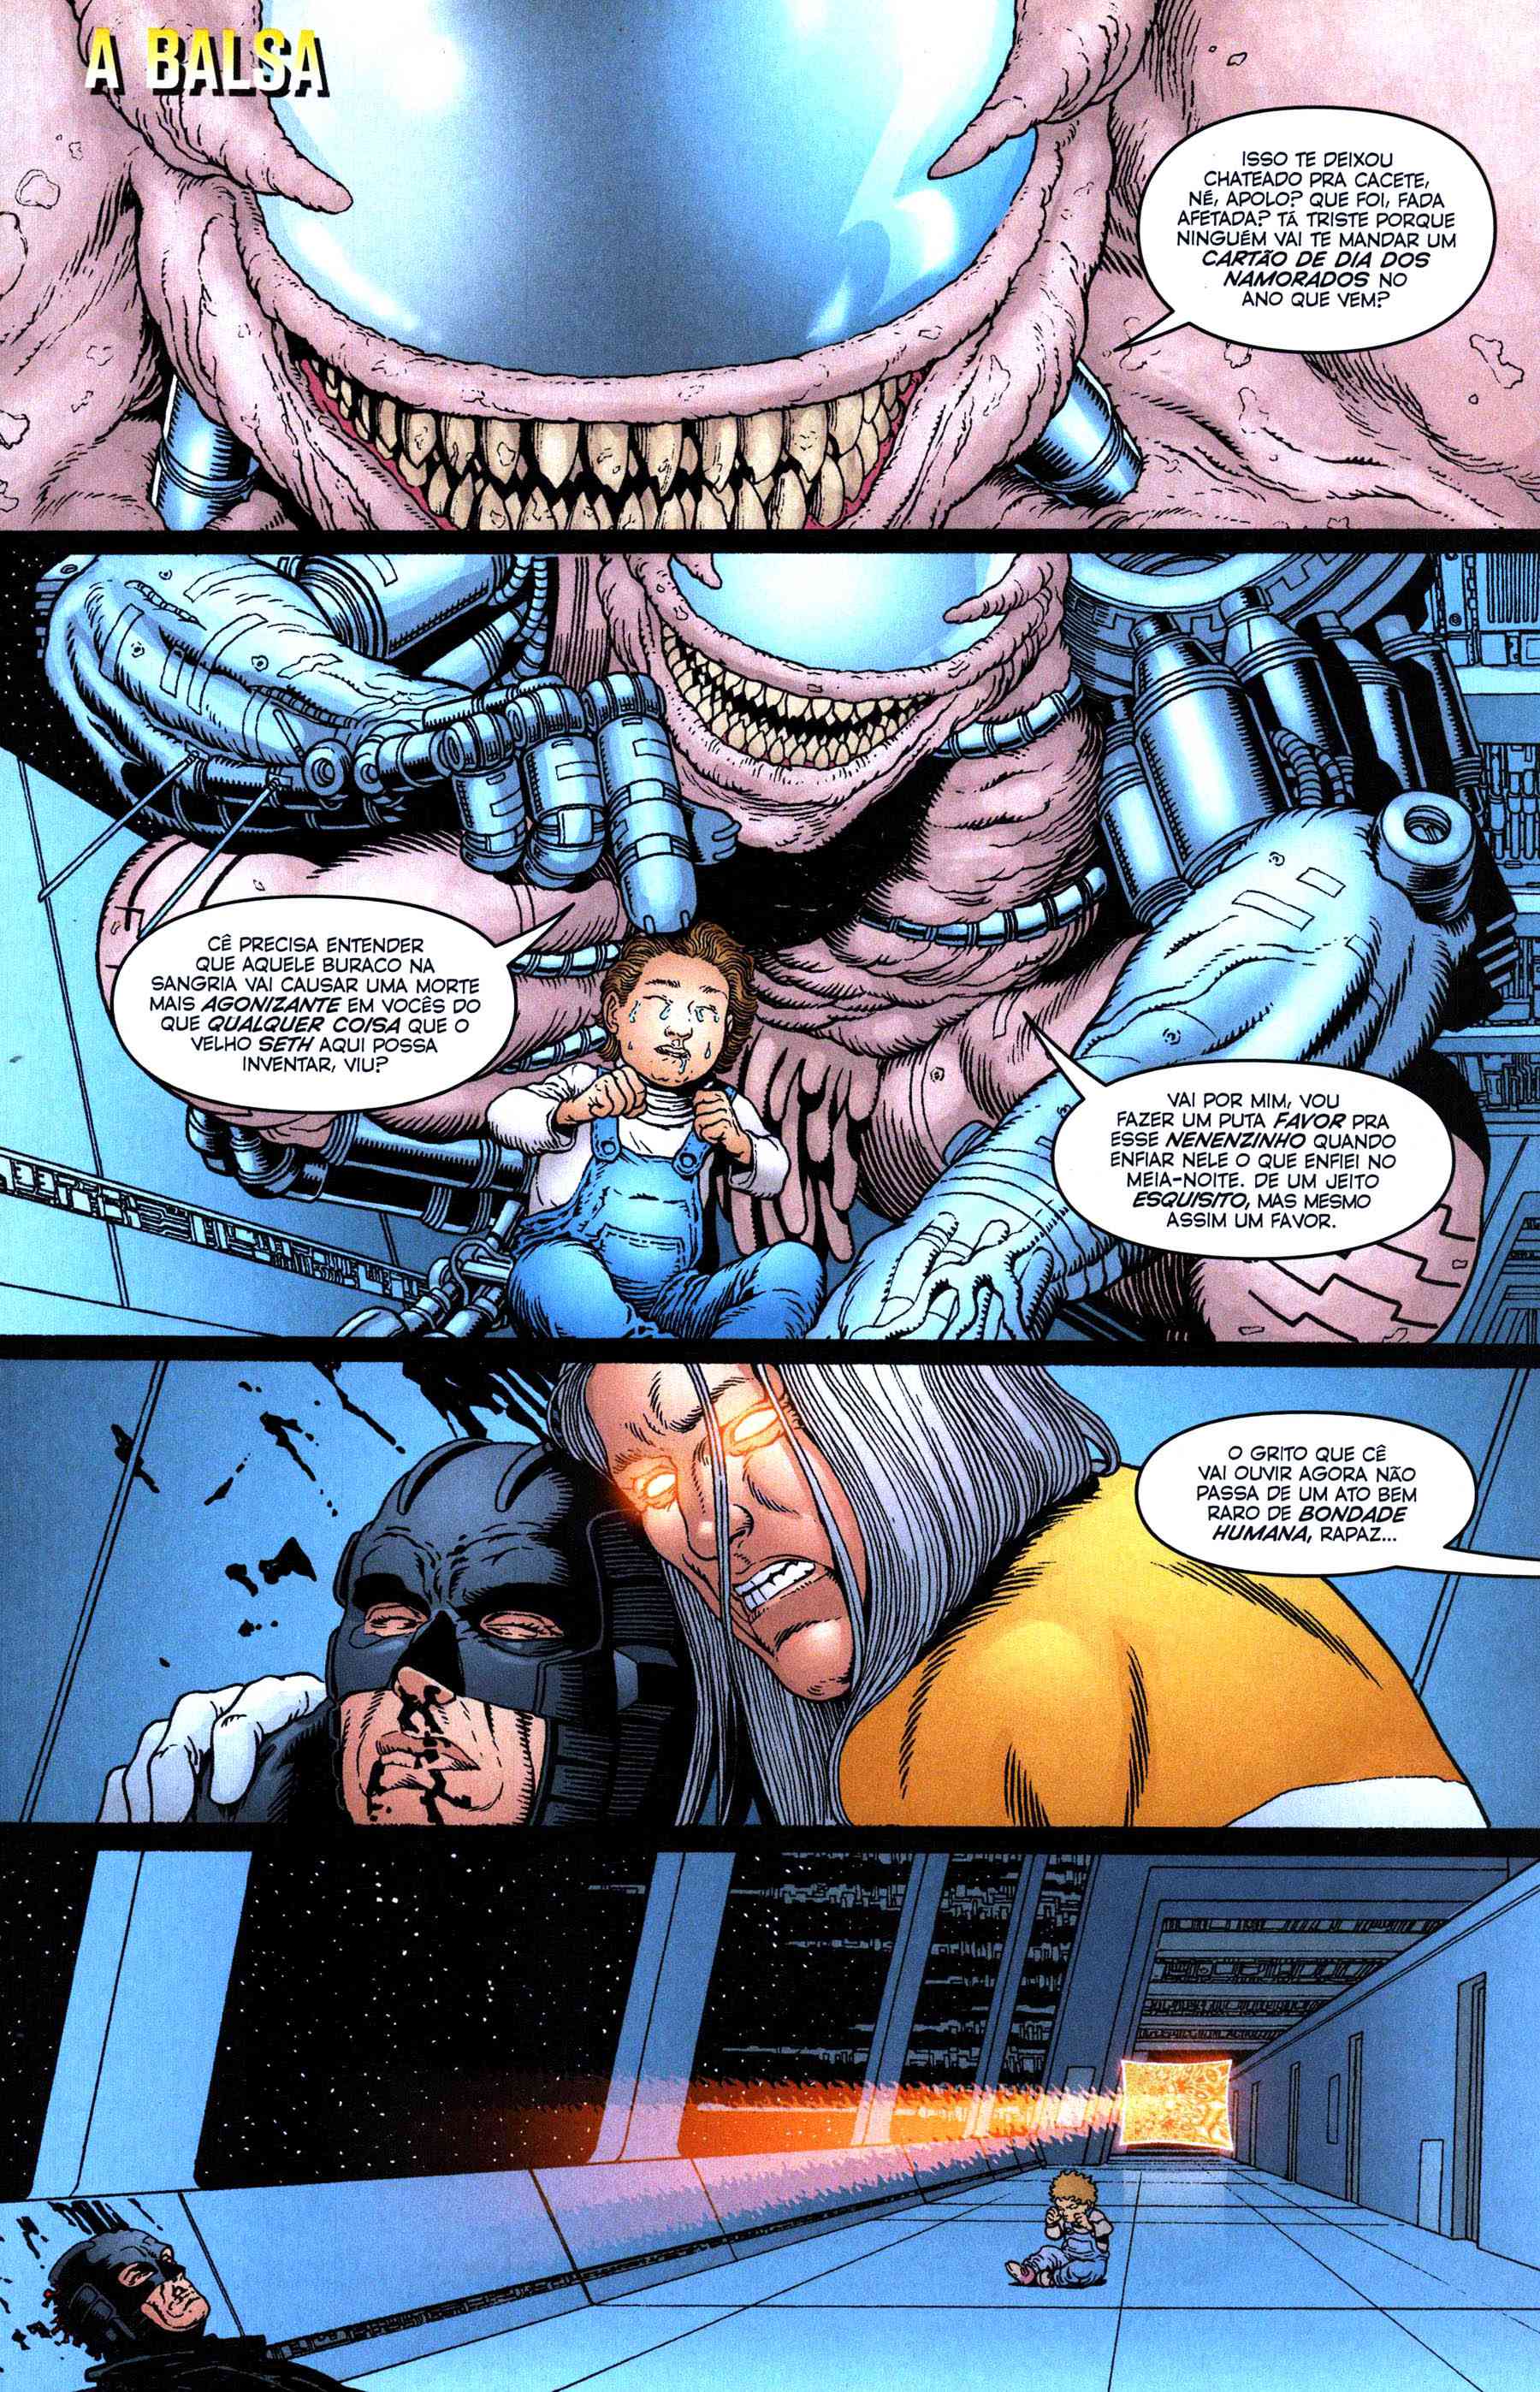 A BALSA
ISSO TE DEIXOU
CHATEADO PRA CACETE,
NÉ, APOLO? QUE FOI, FADA
AFETADA? TÁ TRISTE PORQUE
NINGUÉM VAI TE MANDAR UM
CARTÃO DE DIA DOS
NAMORADOS NO
ANO QUE VEM?
CÊ PRECISA ENTENDER
QUE AQUELE BURACO NA
SANGRIA VAI CAUSAR UMA MORTE
MAIS AGONIZANTE EM VOCÊS DO
QUE QUALQUER COISA QUE O
VELHO SETH AQUI POSSA
INVENTAR, VIU?
VAI POR MIM, VOU
FAZER UM PUTA FAVOR PRA
ESSE NENENZINHO QUANDO
ENFIAR NELE O QUE ENFIEI NO
MEIA-NOITE. DE UM JEITO
ESQUISITO, MAS MESMO
ASSIM UM FAVOR.
O GRITO QUE CÊ
VAI OUVIR AGORA NÃO
PASSA DE UM ATO BEM
RARO DE BONDADE
HUMANA, RAPAZ...